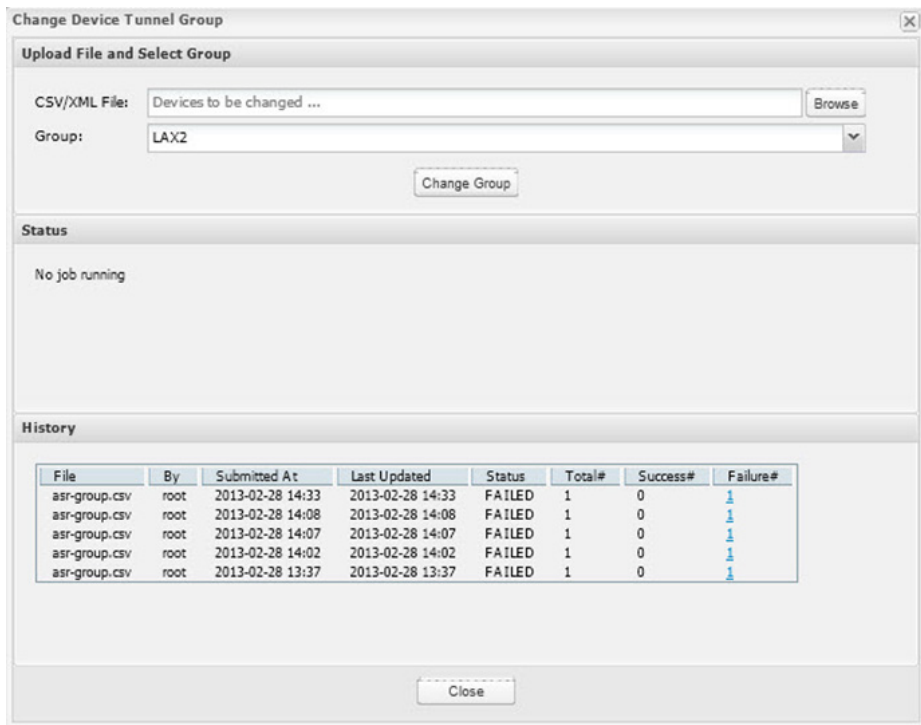 Change Device Tunnel Group
Upload File and Select Group
CSV/XML File: Devices to be changed ... Browse
Group: LAX2
Change Group
Status
No job running
History
File By Submitted At Last Updated Status Total# Success# Failure#
asr-group.csv root 2013-02-28 14:33 2013-02-28 14:33 FAILED 1 0 1
asr-group.csv root 2013-02-28 14:08 2013-02-28 14:08 FAILED 1 0 1
asr-group.csv root 2013-02-28 14:07 2013-02-28 14:07 FAILED 1 0 1
asr-group.csv root 2013-02-28 14:02 2013-02-28 14:02 FAILED 1 0 1
asr-group.csv root 2013-02-28 13:37 2013-02-28 13:37 FAILED 1 0 1
Close